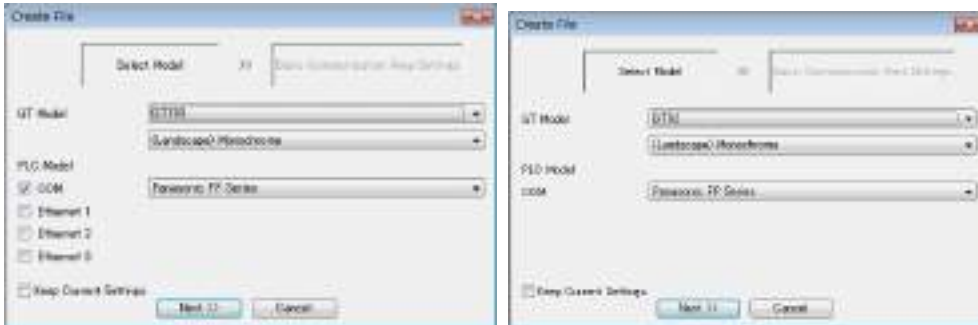 Create File
Select Model >>
GT Model
(Landscape) Monochrome
PLC Model
COM Panasonic FP Series
Ethernet 1
Ethernet 2
Ethernet 3
Keep Current Settings
Next >> Cancel
Create File
Select Model >>
GT Model
(Landscape) Monochrome
PLC Model
COM Panasonic FP Series
Keep Current Settings
Next >> Cancel